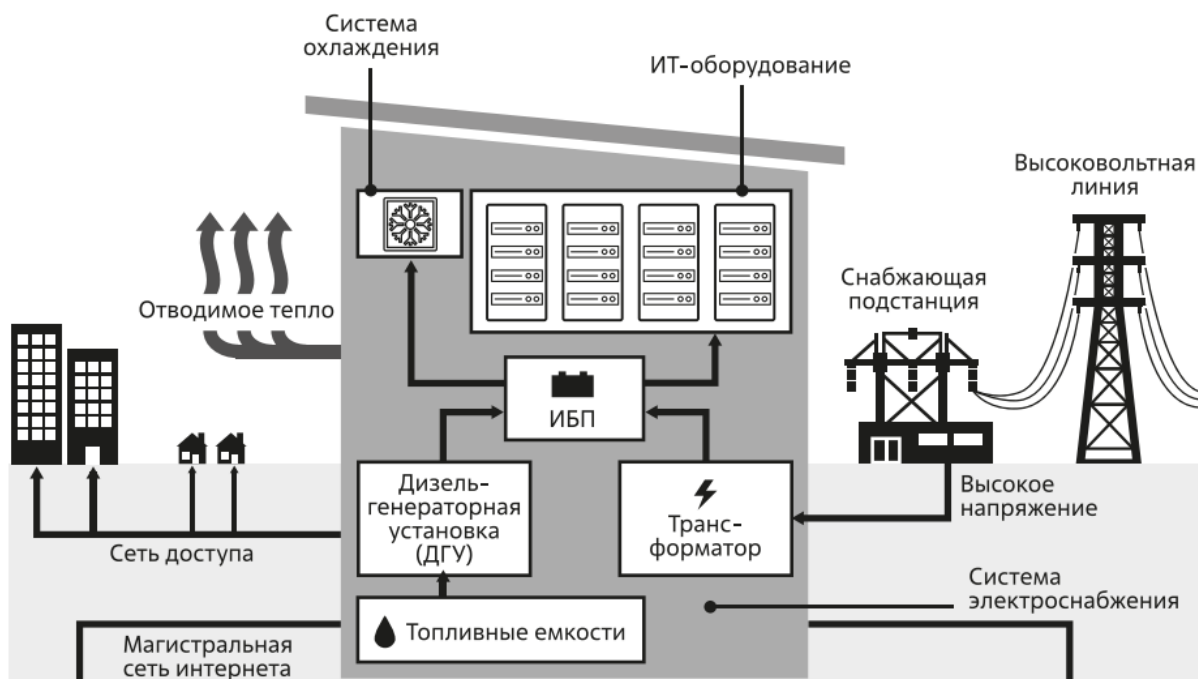 Система
охлаждения
ИТ-оборудование
Высоковольтная
линия
Снабжающая
подстанция
Отводимое тепло
ИБП
Дизель-
генераторная
установка
(ДГУ)
Транс-
форматор
Высокое
напряжение
Сеть доступа
Система
электроснабжения
Топливные емкости
Магистральная
сеть интернета